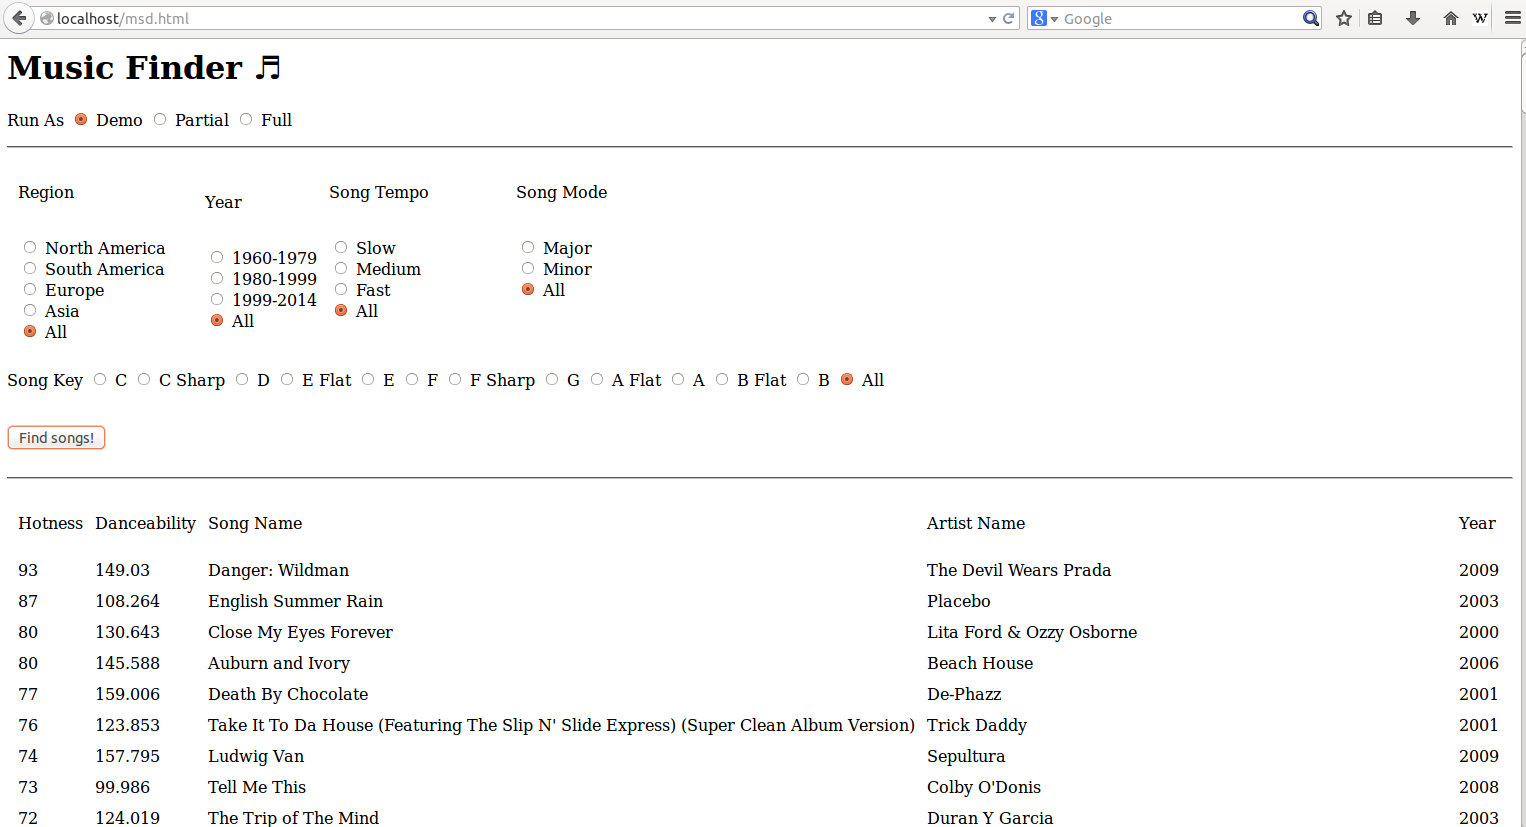 localhost/msd.html
Google
W
Music Finder ♬
Run As Demo Partial Full
Region Year Song Tempo Song Mode
North America 1960-1979 Slow Major
South America 1980-1999 Medium Minor
Europe 1999-2014 Fast All
Asia All All
All
Song Key C C Sharp D E Flat E F F Sharp G A Flat A B Flat B All
Find songs!
Hotness Danceability Song Name Artist Name Year
93 149.03 Danger: Wildman The Devil Wears Prada 2009
87 108.264 English Summer Rain Placebo 2003
80 130.643 Close My Eyes Forever Lita Ford & Ozzy Osborne 2000
80 145.588 Auburn and Ivory Beach House 2006
77 159.006 Death By Chocolate De-Phazz 2001
76 123.853 Take It To Da House (Featuring The Slip N' Slide Express) (Super Clean Album Version) Trick Daddy 2001
74 157.795 Ludwig Van Sepultura 2009
73 99.986 Tell Me This Colby O'Donis 2008
72 124.019 The Trip of The Mind Duran Y Garcia 2003